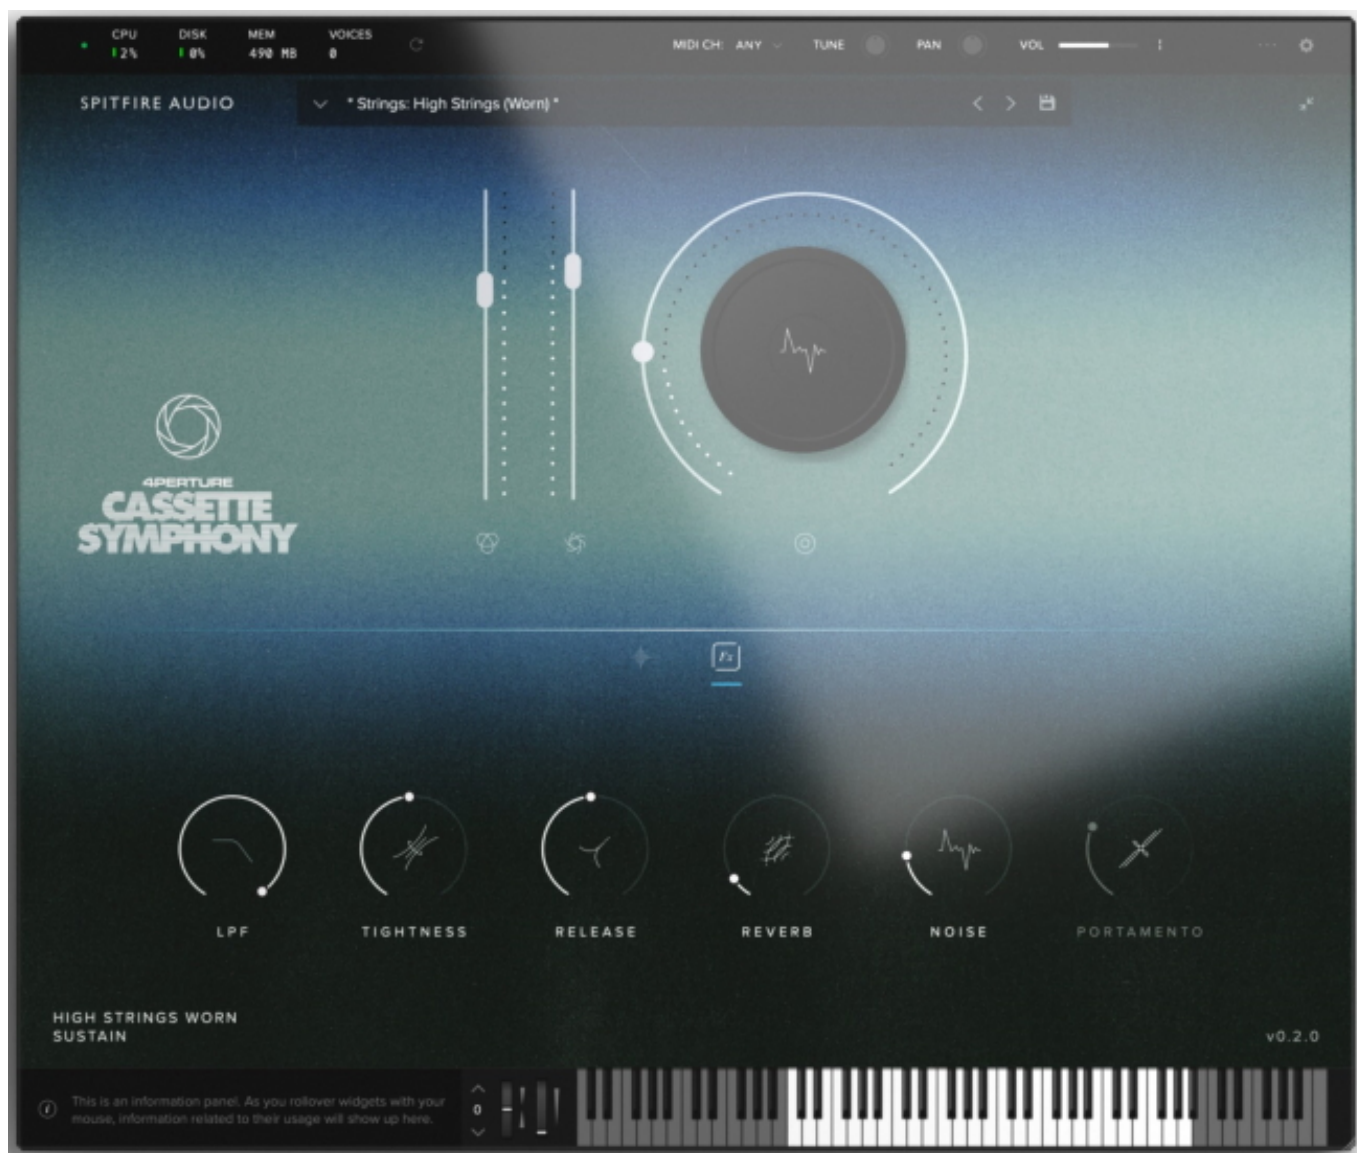 CPU DISK MEM VOICES MIDI CH: ANY TUNE PAN VOL
2% 0% 490 MB 0
SPITFIRE AUDIO " Strings: High Strings (Worn) "
4PERTURE
CASSETTE
SYMPHONY
Fx
LPF TIGHTNESS RELEASE REVERB NOISE PORTAMENTO
HIGH STRINGS WORN
SUSTAIN
v0.2.0
This is an information panel. As you rollover widgets with your
mouse, information related to their usage will show up here.
0